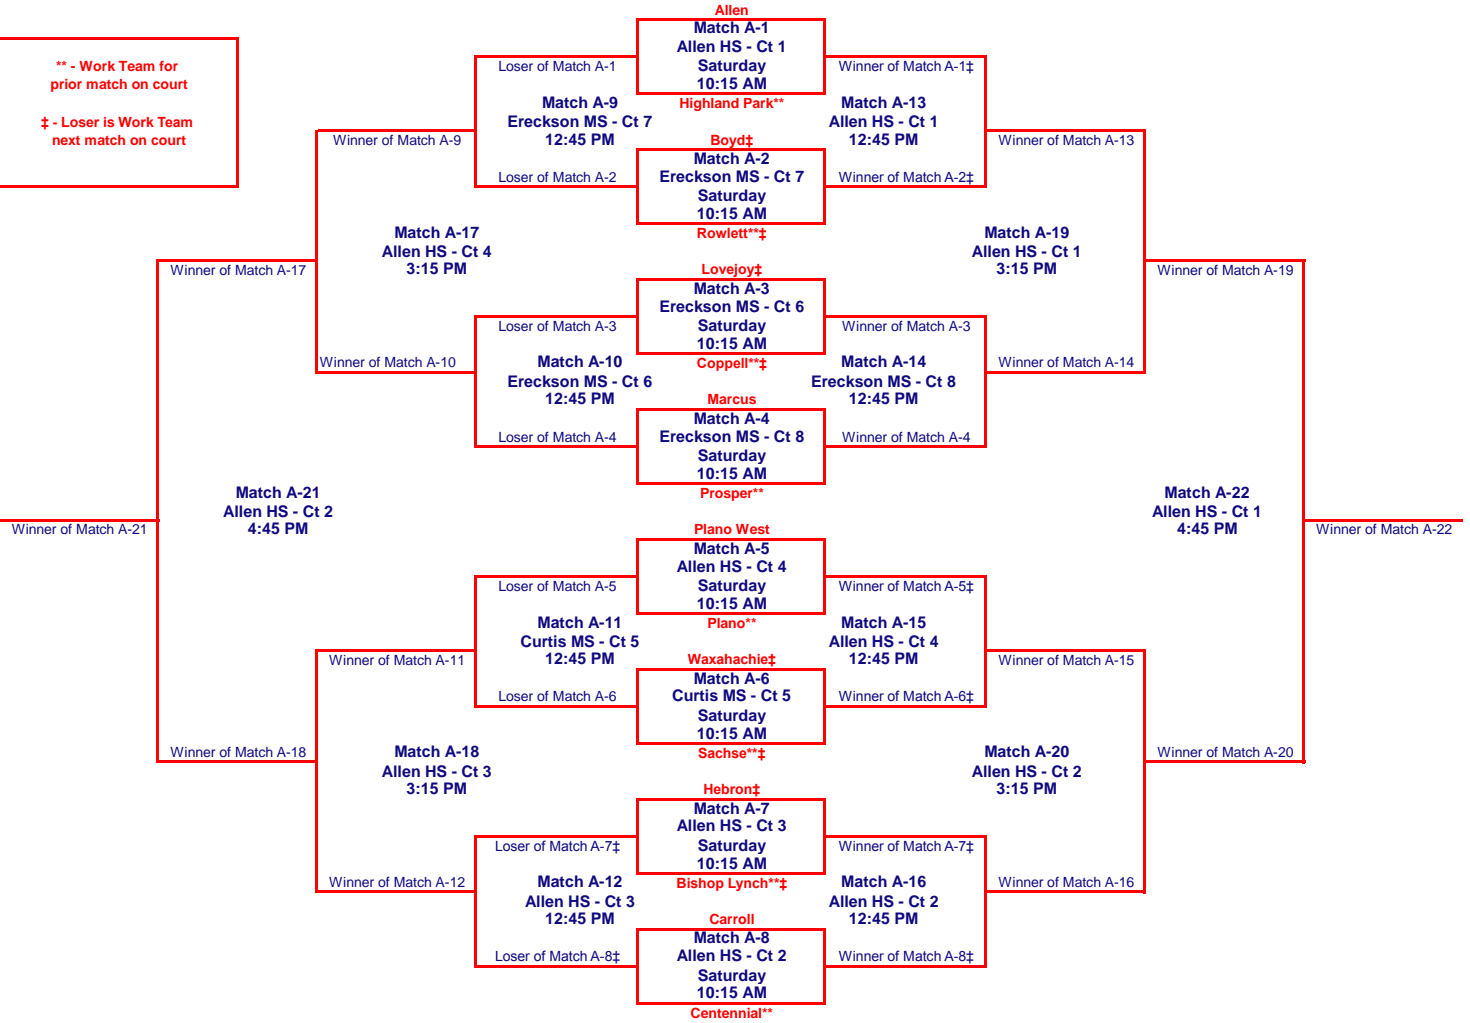 Allen
Match A-1
Allen HS - Ct 1
Saturday
10:15 AM
Highland Park**
** - Work Team for
prior match on court
‡ - Loser is Work Team
next match on court
Loser of Match A-1
Winner of Match A-1‡
Match A-9
Ereckson MS - Ct 7
12:45 PM
Match A-13
Allen HS - Ct 1
12:45 PM
Winner of Match A-9
Winner of Match A-13
Boyd‡
Match A-2
Ereckson MS - Ct 7
Saturday
10:15 AM
Rowlett**‡
Loser of Match A-2
Winner of Match A-2‡
Match A-17
Allen HS - Ct 4
3:15 PM
Match A-19
Allen HS - Ct 1
3:15 PM
Winner of Match A-17
Winner of Match A-19
Lovejoy‡
Match A-3
Ereckson MS - Ct 6
Saturday
10:15 AM
Coppell**‡
Loser of Match A-3
Winner of Match A-3
Match A-10
Ereckson MS - Ct 6
12:45 PM
Match A-14
Ereckson MS - Ct 8
12:45 PM
Winner of Match A-10
Winner of Match A-14
Marcus
Match A-4
Ereckson MS - Ct 8
Saturday
10:15 AM
Prosper**
Loser of Match A-4
Winner of Match A-4
Match A-21
Allen HS - Ct 2
4:45 PM
Match A-22
Allen HS - Ct 1
4:45 PM
Winner of Match A-21
Winner of Match A-22
Plano West
Match A-5
Allen HS - Ct 4
Saturday
10:15 AM
Plano**
Loser of Match A-5
Winner of Match A-5‡
Match A-11
Curtis MS - Ct 5
12:45 PM
Match A-15
Allen HS - Ct 4
12:45 PM
Winner of Match A-11
Winner of Match A-15
Waxahachie‡
Match A-6
Curtis MS - Ct 5
Saturday
10:15 AM
Sachse**‡
Loser of Match A-6
Winner of Match A-6‡
Match A-18
Allen HS - Ct 3
3:15 PM
Match A-20
Allen HS - Ct 2
3:15 PM
Winner of Match A-18
Winner of Match A-20
Hebron‡
Match A-7
Allen HS - Ct 3
Saturday
10:15 AM
Bishop Lynch**‡
Loser of Match A-7‡
Winner of Match A-7‡
Match A-12
Allen HS - Ct 3
12:45 PM
Match A-16
Allen HS - Ct 2
12:45 PM
Winner of Match A-12
Winner of Match A-16
Carroll
Match A-8
Allen HS - Ct 2
Saturday
10:15 AM
Centennial**
Loser of Match A-8‡
Winner of Match A-8‡